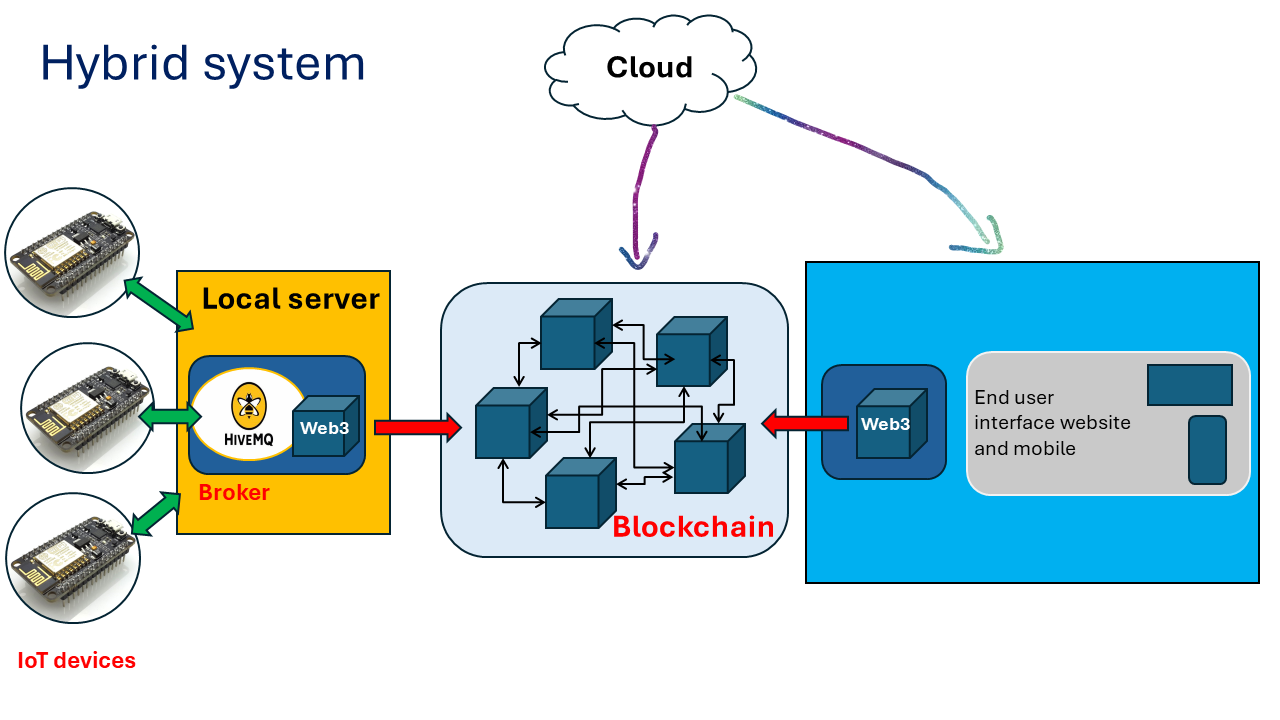 Hybrid system
Cloud
Local server
HIVEMQ
Web3
Broker
Blockchain
Web3
End user
interface website
and mobile
IoT devices